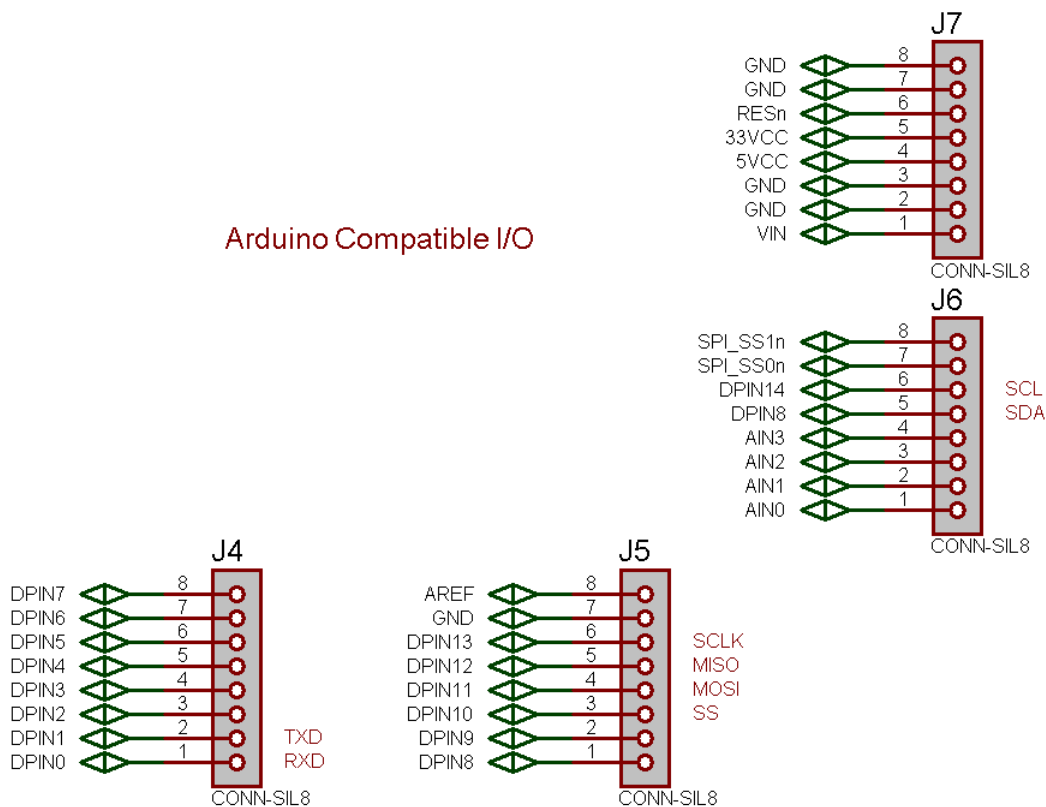 J7
GND 8
GND 7
RESn 6
33VCC 5
5VCC 4
GND 3
GND 2
VIN 1
CONN-SIL8
Arduino Compatible I/O
J6
SPI_SS1n 8
SPI_SS0n 7
DPIN14 6 SCL
DPIN8 5 SDA
AIN3 4
AIN2 3
AIN1 2
AIN0 1
CONN-SIL8
J4
DPIN7 8
DPIN6 7
DPIN5 6
DPIN4 5
DPIN3 4
DPIN2 3
DPIN1 2 TXD
DPIN0 1 RXD
CONN-SIL8
J5
AREF 8
GND 7
DPIN13 6 SCLK
DPIN12 5 MISO
DPIN11 4 MOSI
DPIN10 3 SS
DPIN9 2
DPIN8 1
CONN-SIL8